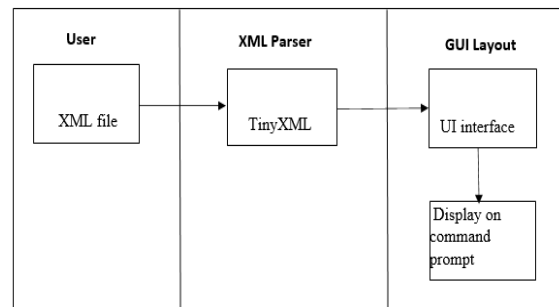 User
XML Parser
GUI Layout
XML file
TinyXML
UI interface
Display on
command
prompt